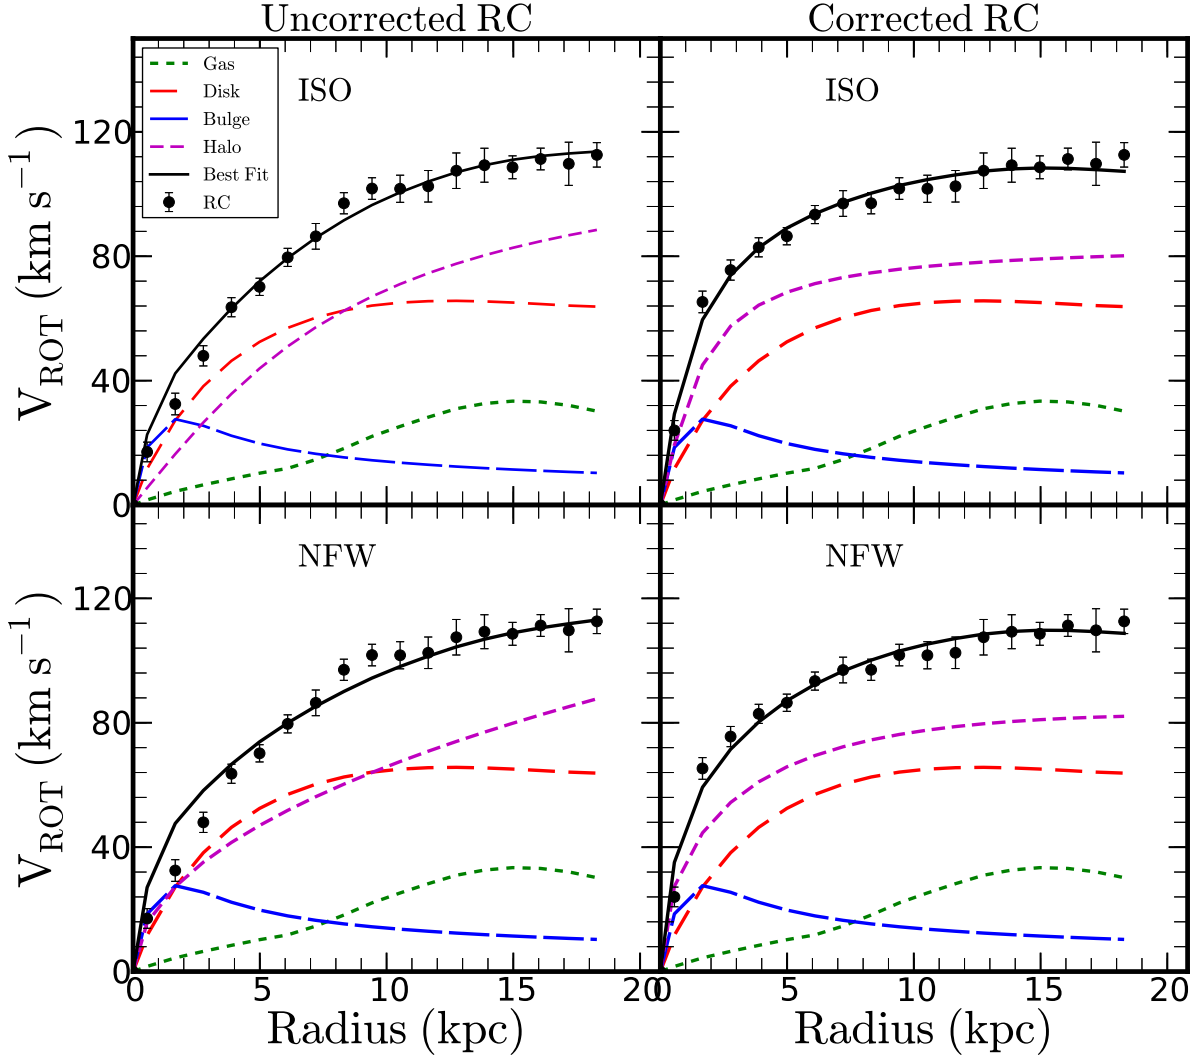 Uncorrected RC
Corrected RC
Gas
Disk
Bulge
Halo
Best Fit
RC
ISO
ISO
120
80
40
0
V_ROT (km s⁻¹)
NFW
NFW
120
80
40
0
V_ROT (km s⁻¹)
0 5 10 15 20
0 5 10 15 20
Radius (kpc)
Radius (kpc)